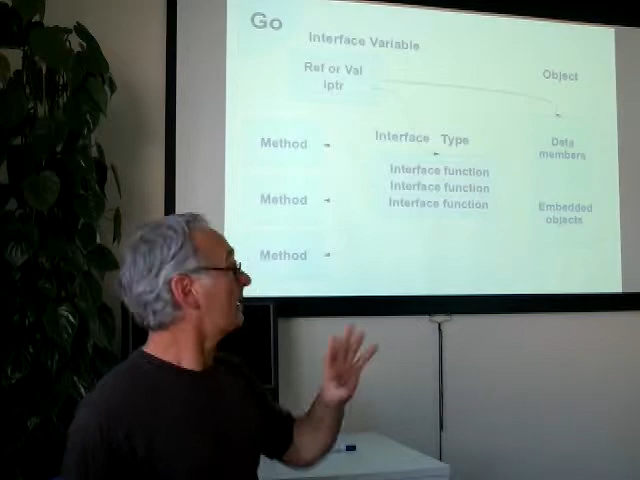 Go
Interface Variable
Ref or Val
iptr
Object
Method
Interface Type
Data
members
Interface function
Interface function
Interface function
Method
Embedded
objects
Method